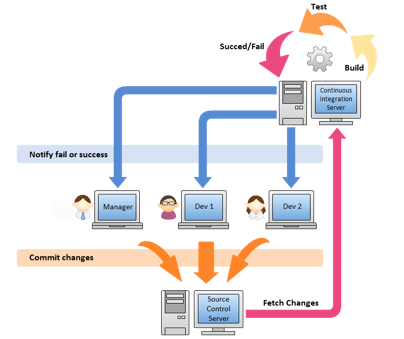 Test
Succed/Fail
Build
Continuous
Integration
Server
Notify fail or success
Manager
Dev 1
Dev 2
Commit changes
Source
Control
Server
Fetch Changes